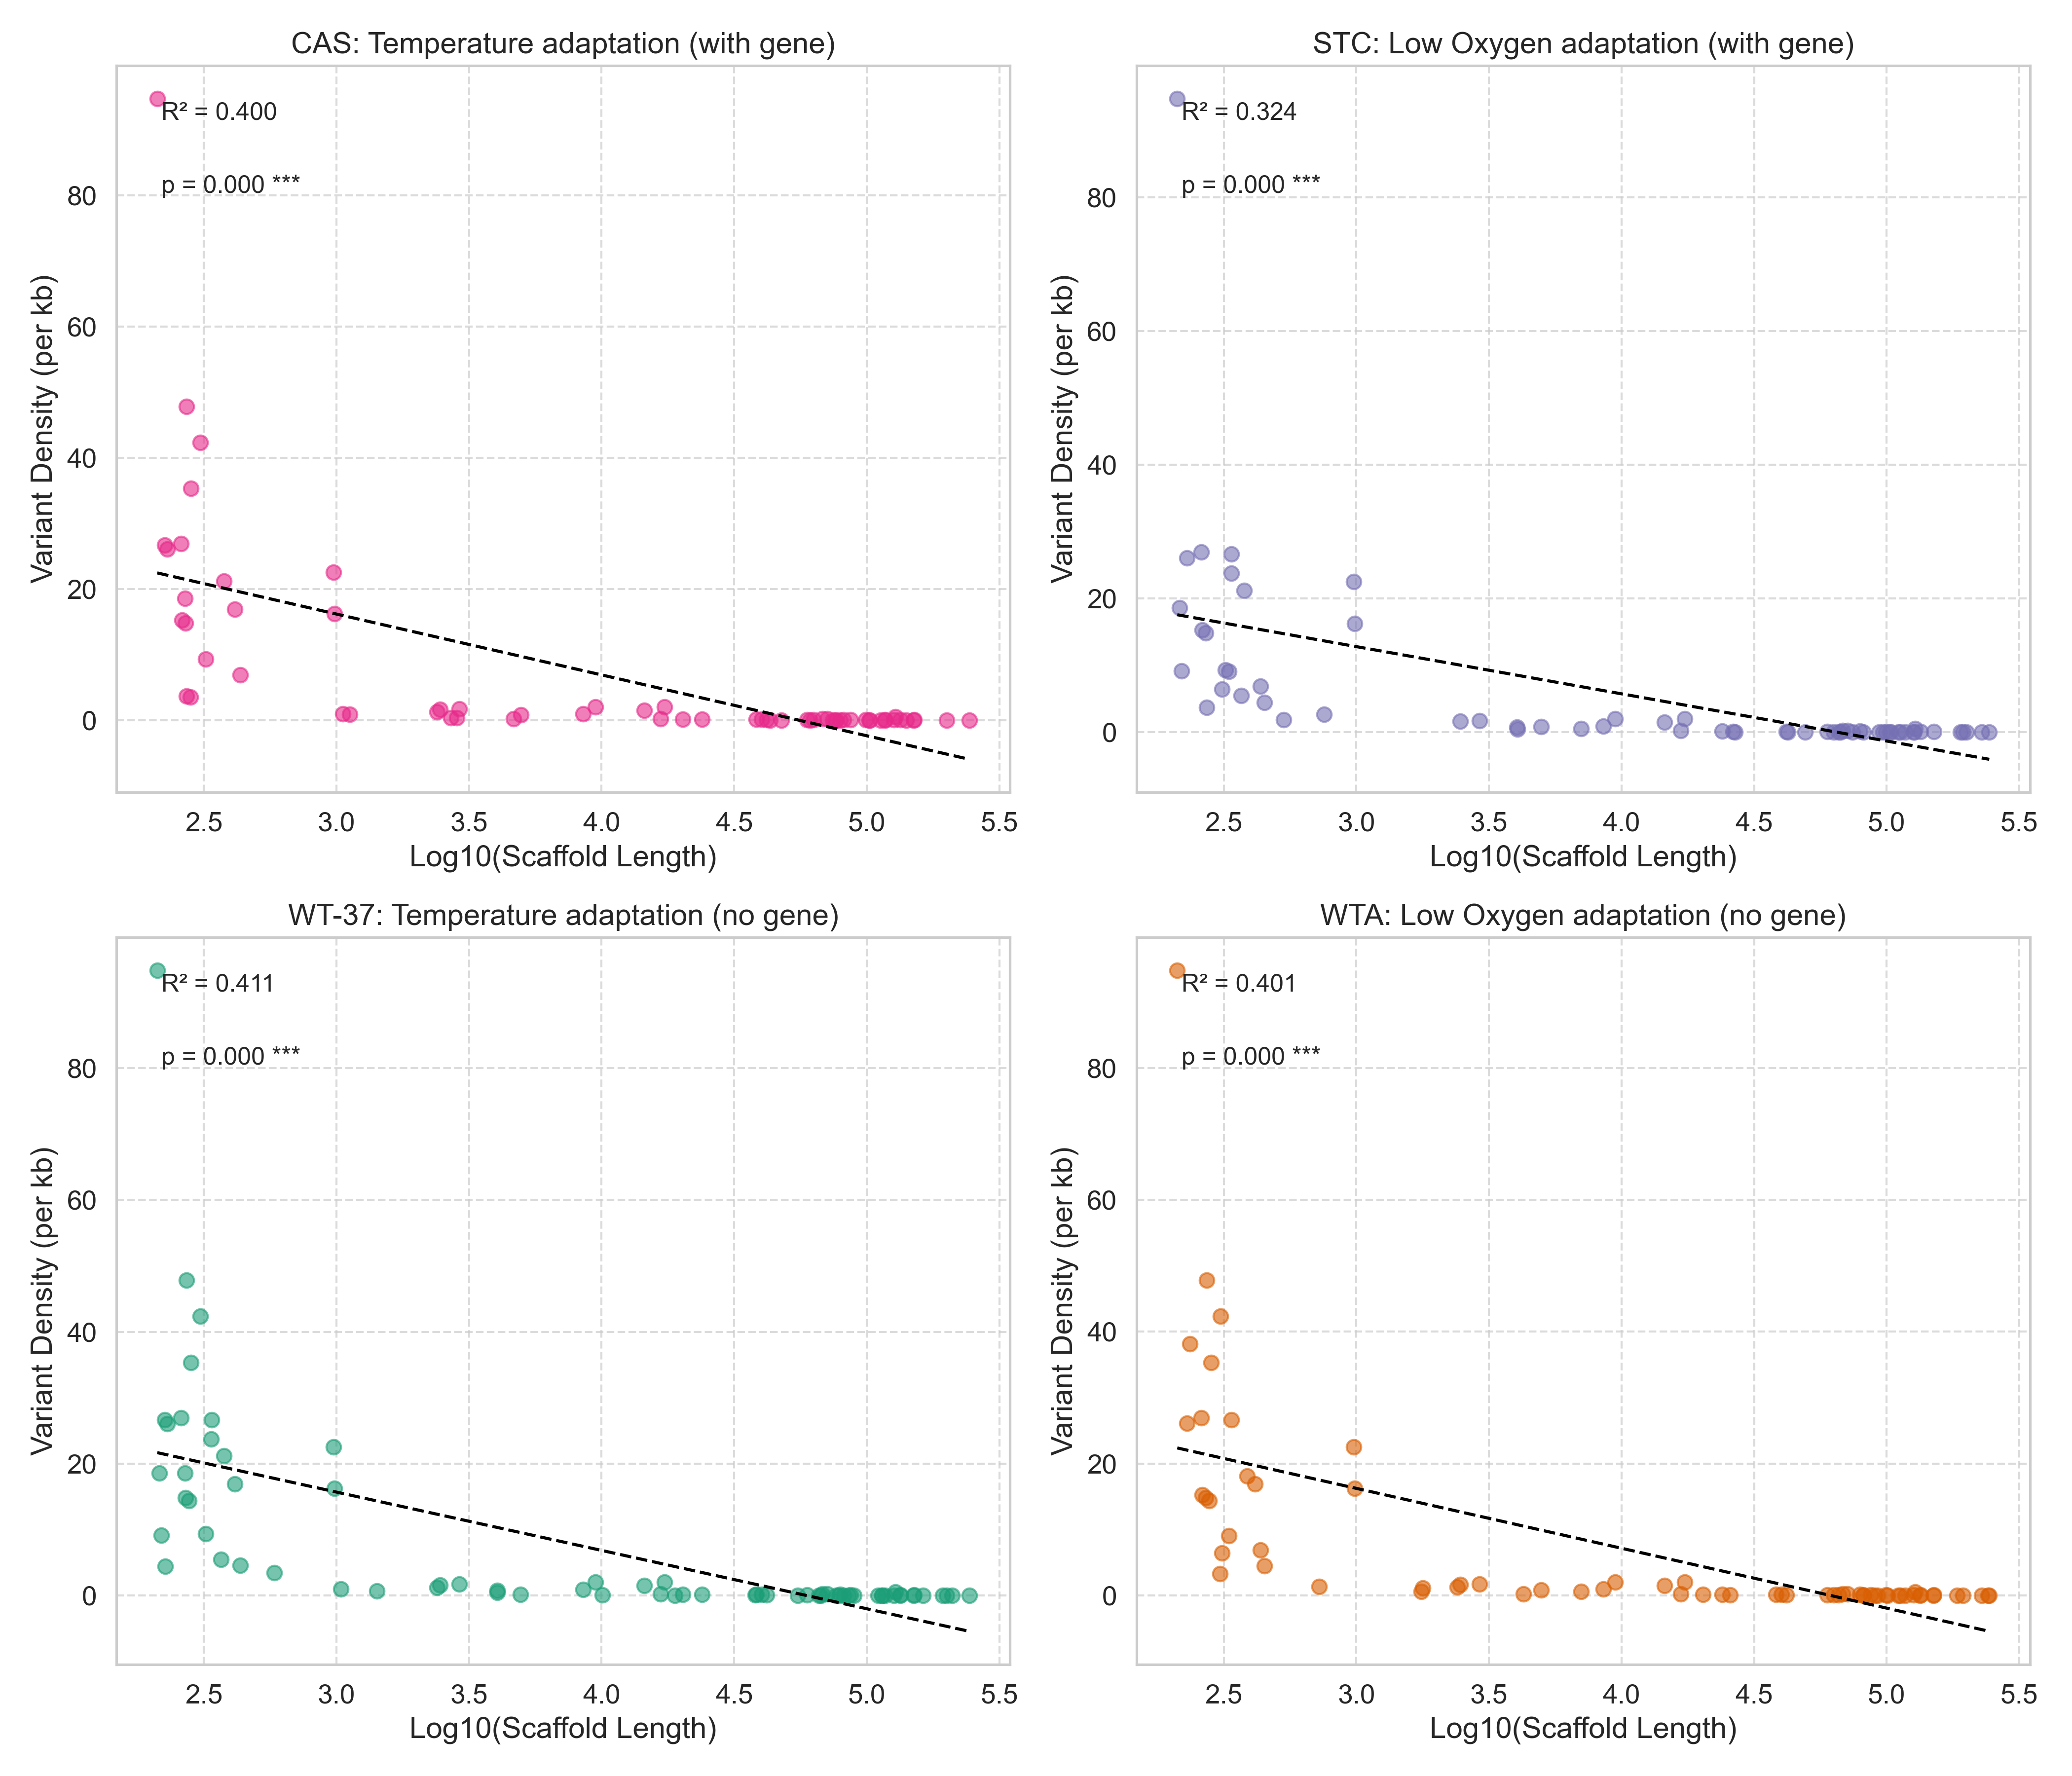 CAS: Temperature adaptation (with gene)
R² = 0.400
p = 0.000 ***
Variant Density (per kb)
80
60
40
20
0
2.5 3.0 3.5 4.0 4.5 5.0 5.5
Log10(Scaffold Length)
STC: Low Oxygen adaptation (with gene)
R² = 0.324
p = 0.000 ***
Variant Density (per kb)
80
60
40
20
0
2.5 3.0 3.5 4.0 4.5 5.0 5.5
Log10(Scaffold Length)
WT-37: Temperature adaptation (no gene)
R² = 0.411
p = 0.000 ***
Variant Density (per kb)
80
60
40
20
0
2.5 3.0 3.5 4.0 4.5 5.0 5.5
Log10(Scaffold Length)
WTA: Low Oxygen adaptation (no gene)
R² = 0.401
p = 0.000 ***
Variant Density (per kb)
80
60
40
20
0
2.5 3.0 3.5 4.0 4.5 5.0 5.5
Log10(Scaffold Length)